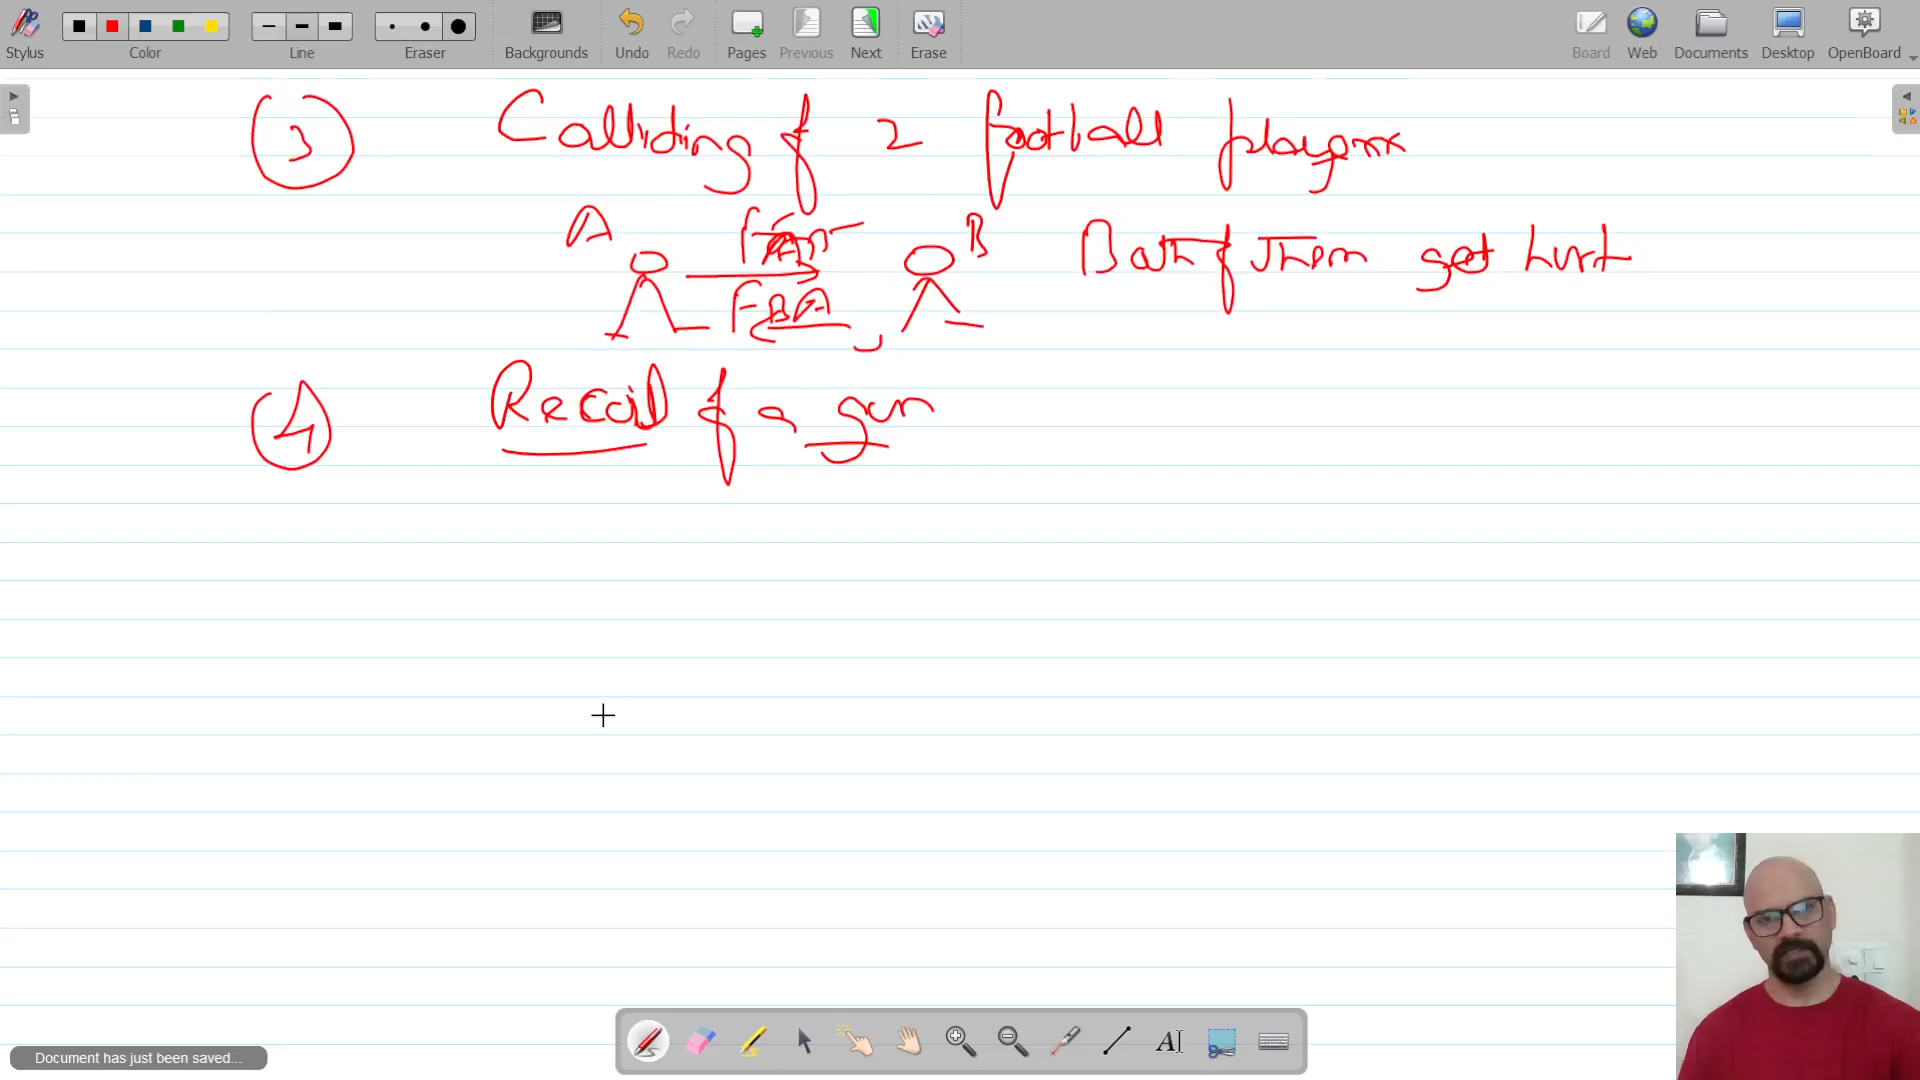 Stylus Color Line Eraser Backgrounds Undo Redo Pages Previous Next Erase Board Web Documents Desktop OpenBoard
3 Colliding of 2 football players
A B Both of them get hurt
FBA
4 Recoil of a gun
Document has just been saved...